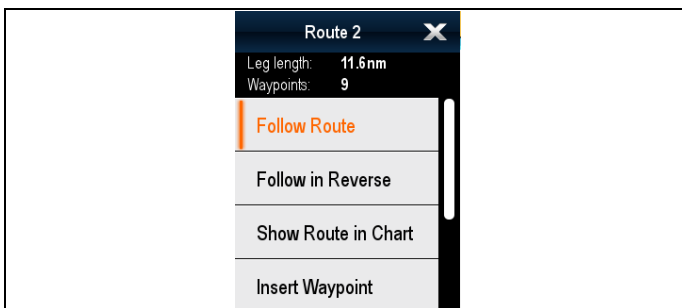 Route 2
Leg length: 11.6nm
Waypoints: 9
Follow Route
Follow in Reverse
Show Route in Chart
Insert Waypoint